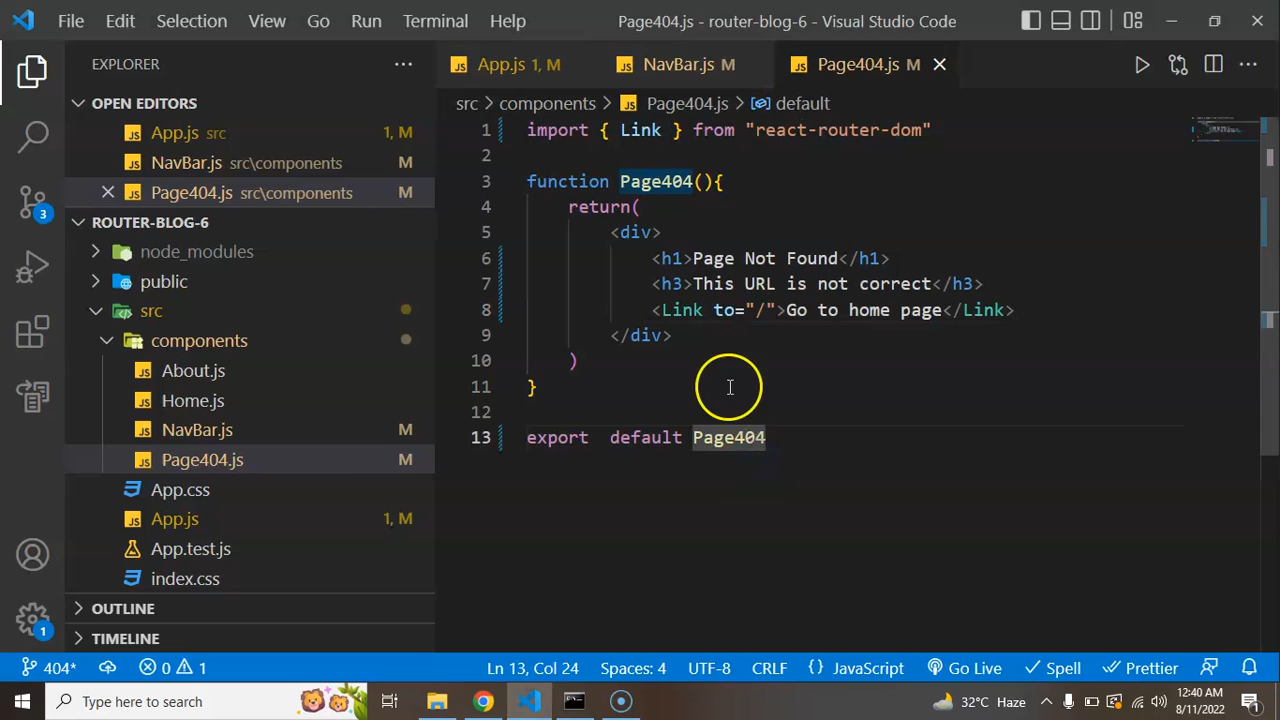 File Edit Selection View Go Run Terminal Help Page404.js - router-blog-6 - Visual Studio Code
EXPLORER
App.js 1, M
NavBar.js M
Page404.js M
OPEN EDITORS
App.js src 1, M
NavBar.js src\components M
Page404.js src\components M
ROUTER-BLOG-6
node_modules
public
src
components
About.js
Home.js
NavBar.js M
Page404.js M
App.css
App.js 1, M
App.test.js
index.css
OUTLINE
TIMELINE
src > components > JS Page404.js > default
1 import { Link } from "react-router-dom"
2
3 function Page404(){
4 return(
5 <div>
6 <h1>Page Not Found</h1>
7 <h3>This URL is not correct</h3>
8 <Link to="/">Go to home page</Link>
9 </div>
10 )
11 }
12
13 export  default Page404
3
1
404* 0 1 Ln 13, Col 24 Spaces: 4 UTF-8 CRLF { } JavaScript Go Live Spell Prettier
Type here to search
32°C Haze
12:40 AM
8/11/2022
1